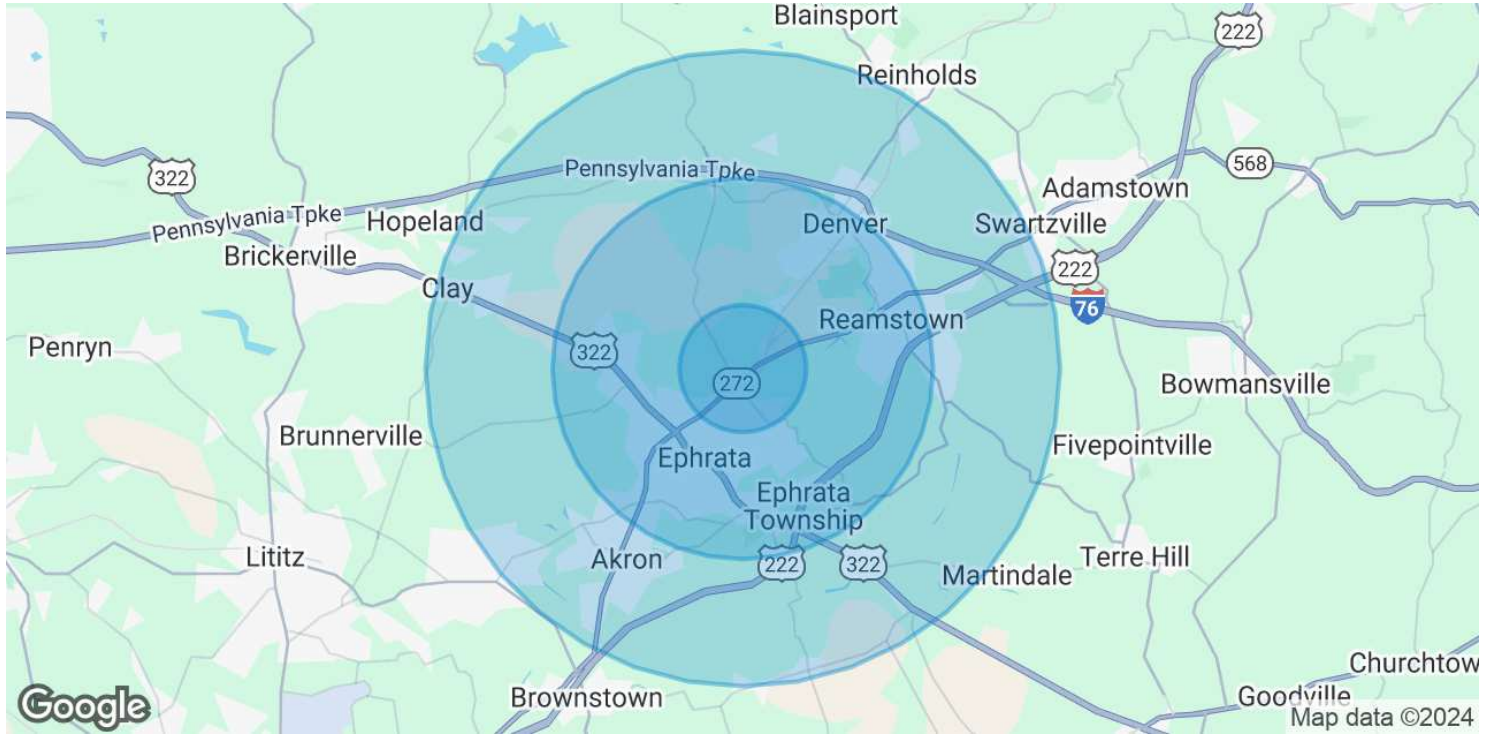 Blainsport
222
Reinholds
Pennsylvania Tpke
568
322
Adamstown
Pennsylvania Tpke
Hopeland
Denver
Swartzville
Brickerville
222
Clay
76
Reamstown
Penryn
322
272
Bowmansville
Brunnerville
Fivepointville
Ephrata
Ephrata
Township
Lititz
Akron
222
322
Martindale
Terre Hill
Churchtow
Brownstown
Goodville
Google
Map data ©2024